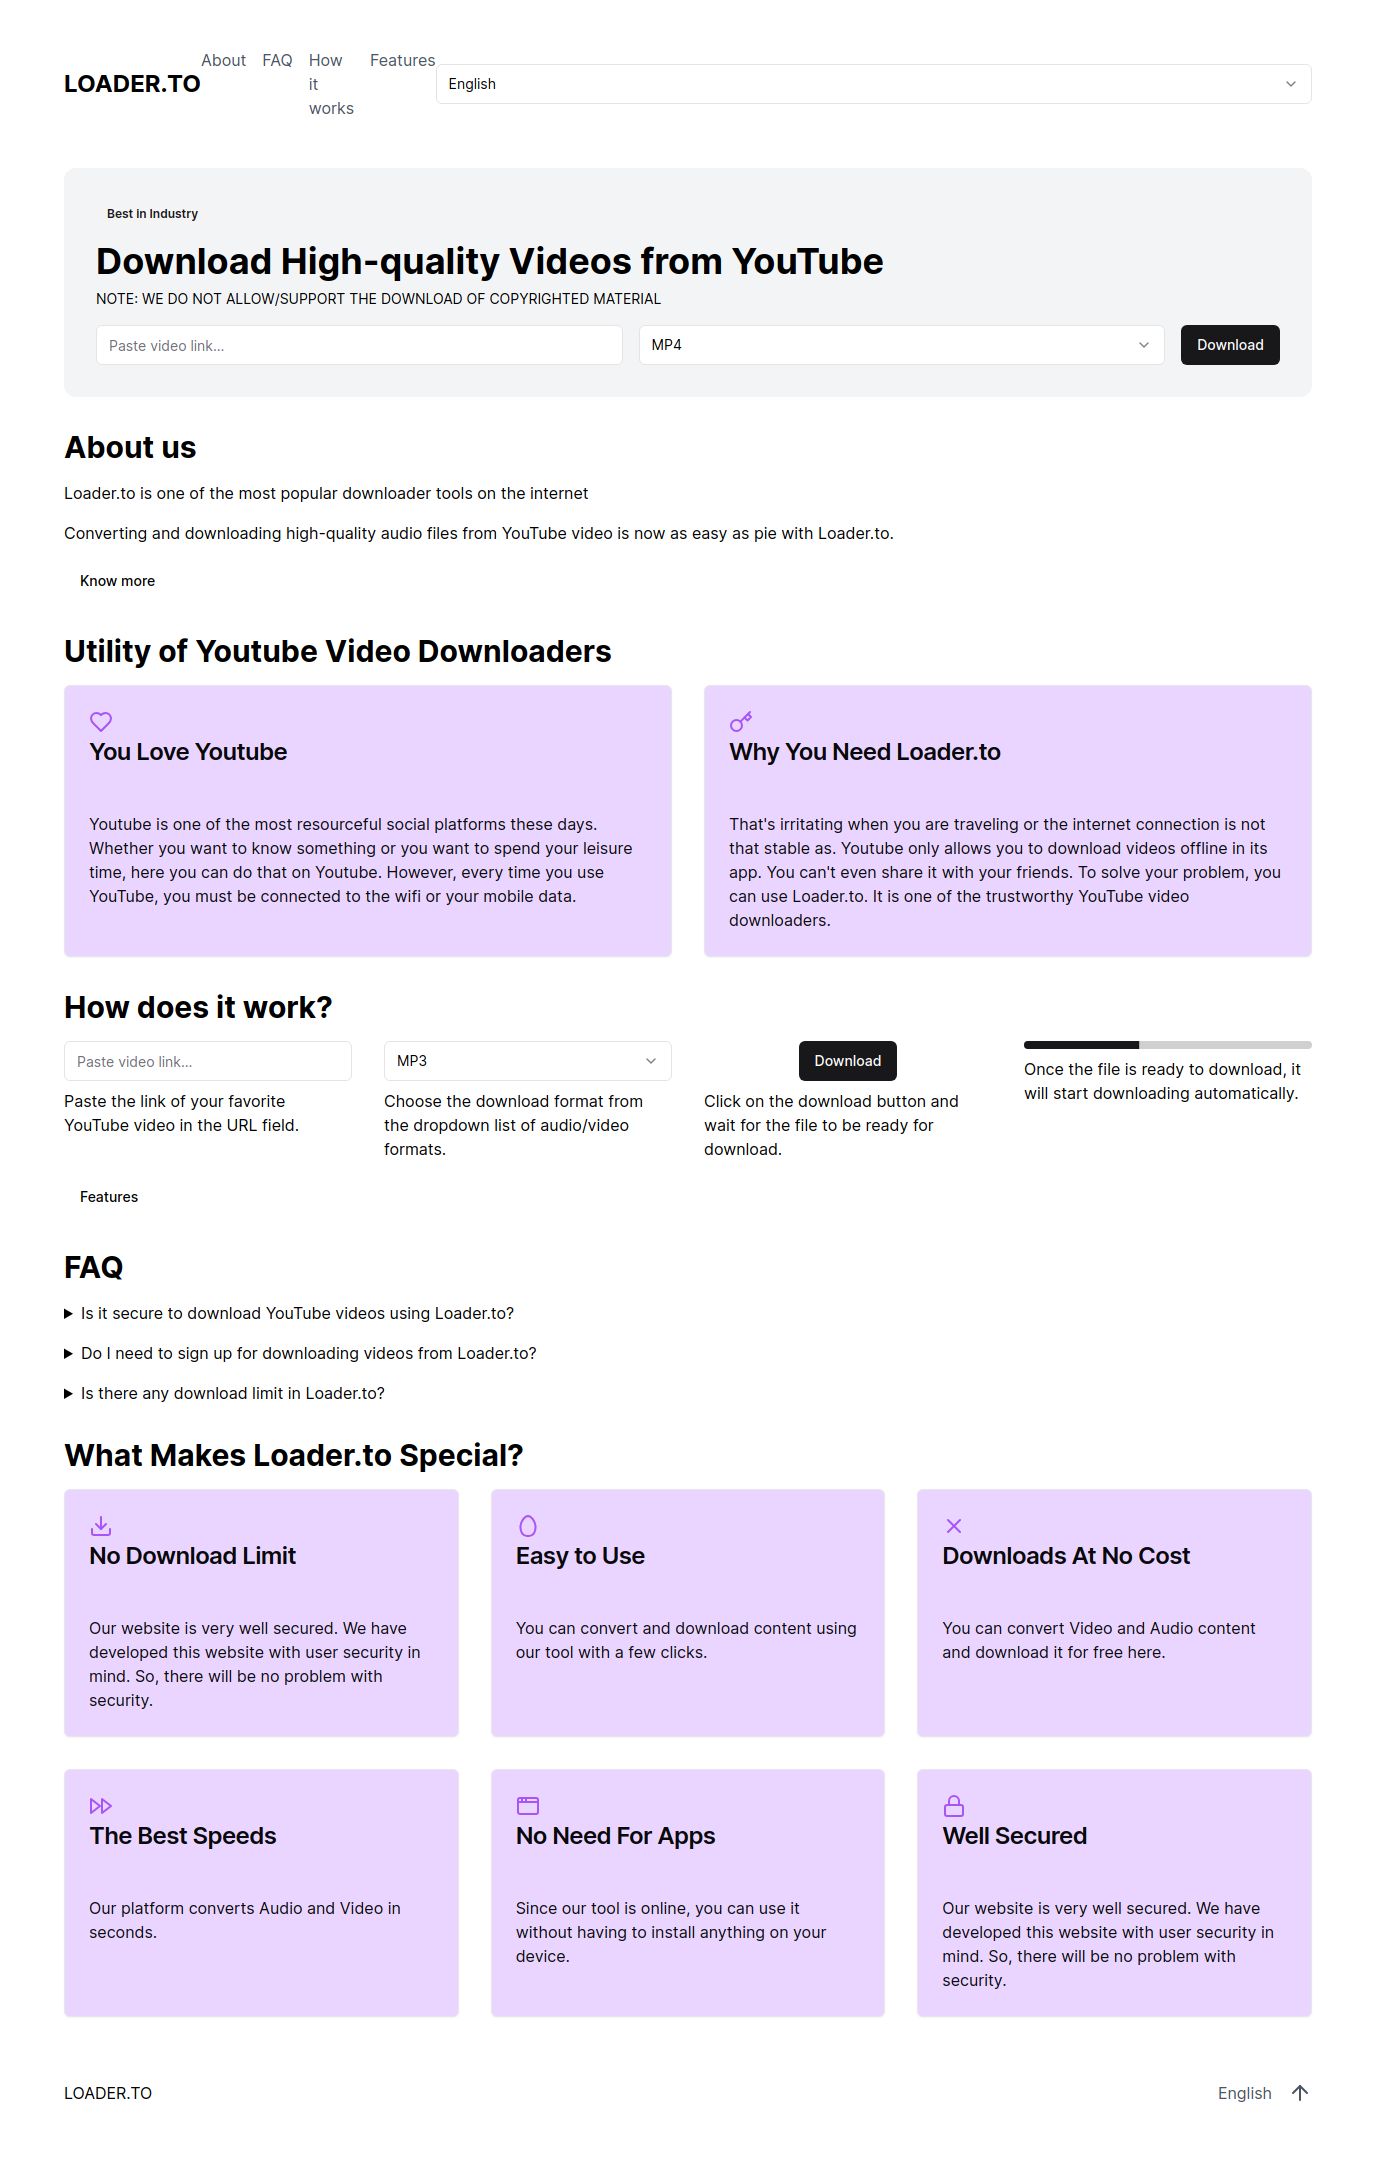 LOADER.TO
About
FAQ
How
it
works
Features
English
Best in Industry
Download High-quality Videos from YouTube
NOTE: WE DO NOT ALLOW/SUPPORT THE DOWNLOAD OF COPYRIGHTED MATERIAL
Paste video link...
MP4
Download
About us
Loader.to is one of the most popular downloader tools on the internet
Converting and downloading high-quality audio files from YouTube video is now as easy as pie with Loader.to.
Know more
Utility of Youtube Video Downloaders
You Love Youtube
Youtube is one of the most resourceful social platforms these days.
Whether you want to know something or you want to spend your leisure
time, here you can do that on Youtube. However, every time you use
YouTube, you must be connected to the wifi or your mobile data.
Why You Need Loader.to
That's irritating when you are traveling or the internet connection is not
that stable as. Youtube only allows you to download videos offline in its
app. You can't even share it with your friends. To solve your problem, you
can use Loader.to. It is one of the trustworthy YouTube video
downloaders.
How does it work?
Paste video link...
Paste the link of your favorite
YouTube video in the URL field.
MP3
Choose the download format from
the dropdown list of audio/video
formats.
Download
Click on the download button and
wait for the file to be ready for
download.
Once the file is ready to download, it
will start downloading automatically.
Features
FAQ
Is it secure to download YouTube videos using Loader.to?
Do I need to sign up for downloading videos from Loader.to?
Is there any download limit in Loader.to?
What Makes Loader.to Special?
No Download Limit
Our website is very well secured. We have
developed this website with user security in
mind. So, there will be no problem with
security.
Easy to Use
You can convert and download content using
our tool with a few clicks.
Downloads At No Cost
You can convert Video and Audio content
and download it for free here.
The Best Speeds
Our platform converts Audio and Video in
seconds.
No Need For Apps
Since our tool is online, you can use it
without having to install anything on your
device.
Well Secured
Our website is very well secured. We have
developed this website with user security in
mind. So, there will be no problem with
security.
LOADER.TO
English